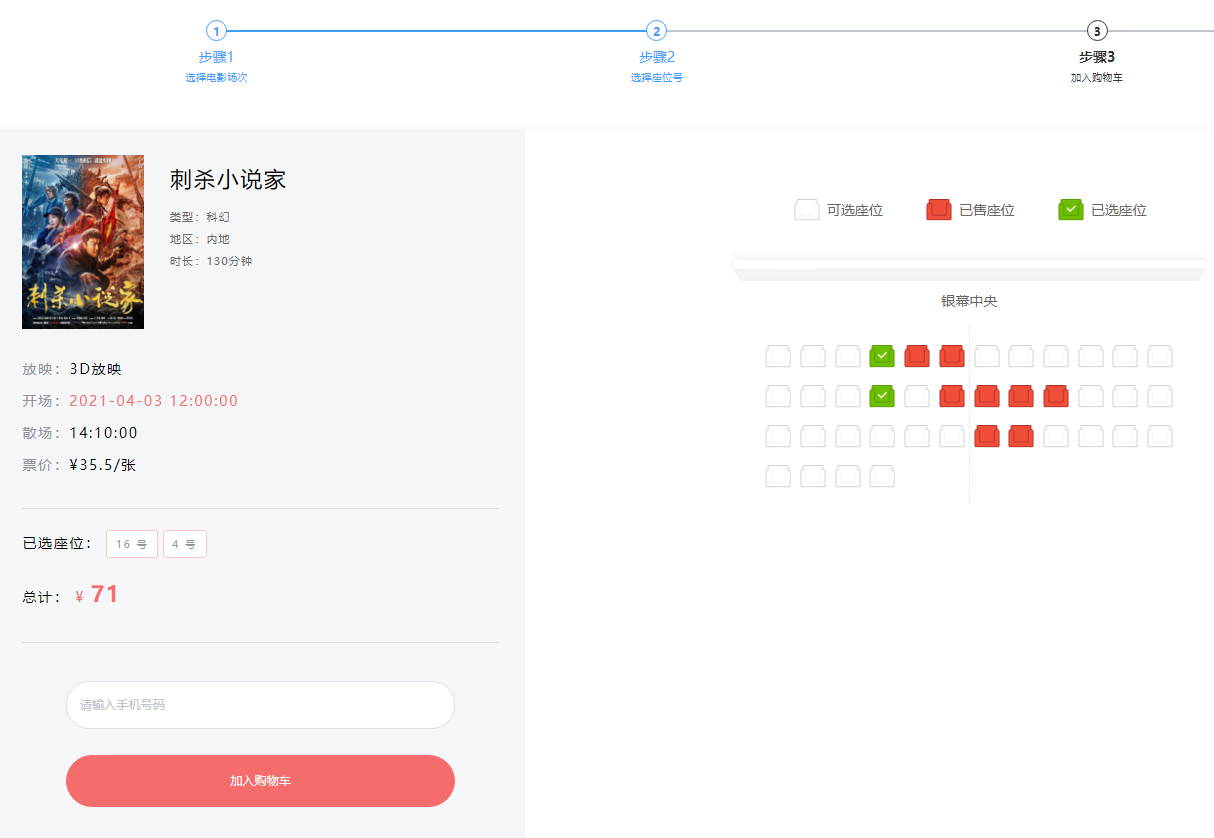 1
2
3
步骤1
步骤2
步骤3
选择电影场次
选择座位号
加入购物车
刺杀小说家
类型：科幻
地区：内地
时长：130分钟
刺杀小说家
放映：3D放映
开场：2021-04-03 12:00:00
散场：14:10:00
票价：¥35.5/张
已选座位： 16 号 4 号
总计：¥ 71
请输入手机号码
加入购物车
可选座位 已售座位 已选座位
银幕中央